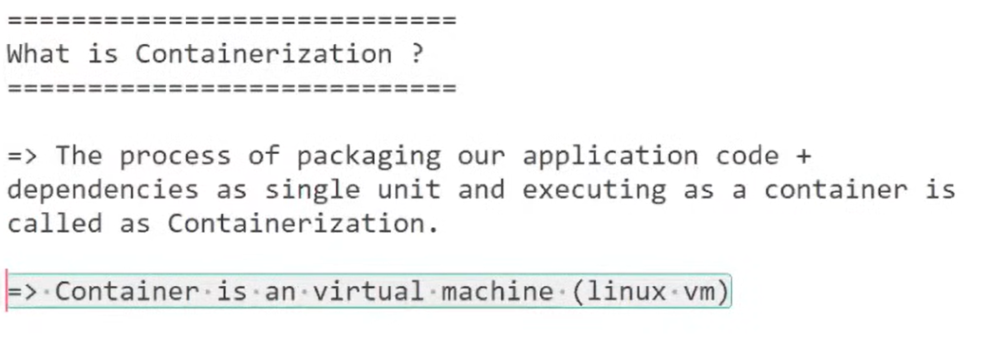 ============================
What is Containerization ?
============================
=> The process of packaging our application code +
dependencies as single unit and executing as a container is
called as Containerization.
=> Container is an virtual machine (linux vm)